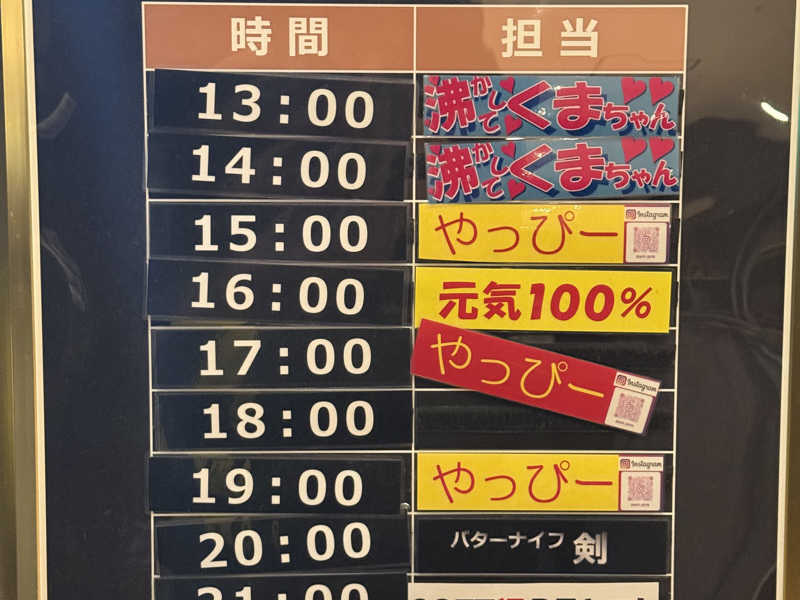 時間 担当
13:00 沸かしてくまちゃん
14:00 沸かしてくまちゃん
15:00 やっぴー Instagram
16:00 元気100%
17:00 やっぴー Instagram
18:00
19:00 やっぴー Instagram
20:00 バターナイフ 剣
21:00